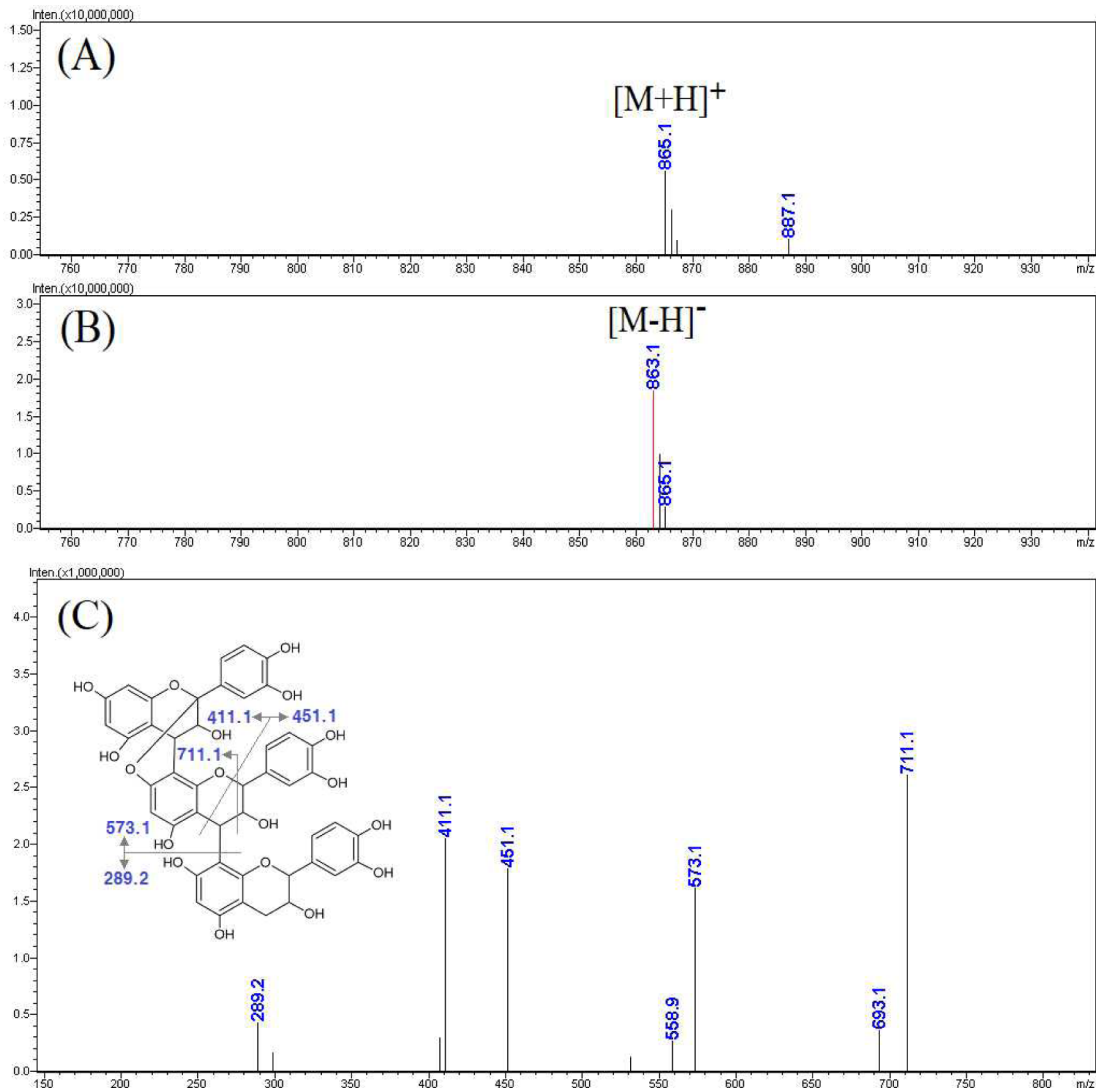 Inten.(x10,000,000)
1.50
(A)
[M+H]+
1.25
1.00
0.75
0.50
0.25
0.00
865.1
887.1
760 770 780 790 800 810 820 830 840 850 860 870 880 890 900 910 920 930 m/z
Inten.(x10,000,000)
3.0
(B)
[M-H]-
2.5
2.0
1.5
1.0
0.5
0.0
863.1
865.1
760 770 780 790 800 810 820 830 840 850 860 870 880 890 900 910 920 930 m/z
Inten.(x1,000,000)
(C)
4.0
3.5
3.0
2.5
2.0
1.5
1.0
0.5
0.0
OH
HO
O
OH
OH
411.1 451.1
HO
711.1
OH
O
O
OH
573.1
HO
OH
OH
289.2
HO
O
OH
OH
OH
289.2
411.1
451.1
558.9
573.1
693.1
711.1
150 200 250 300 350 400 450 500 550 600 650 700 750 800 m/z